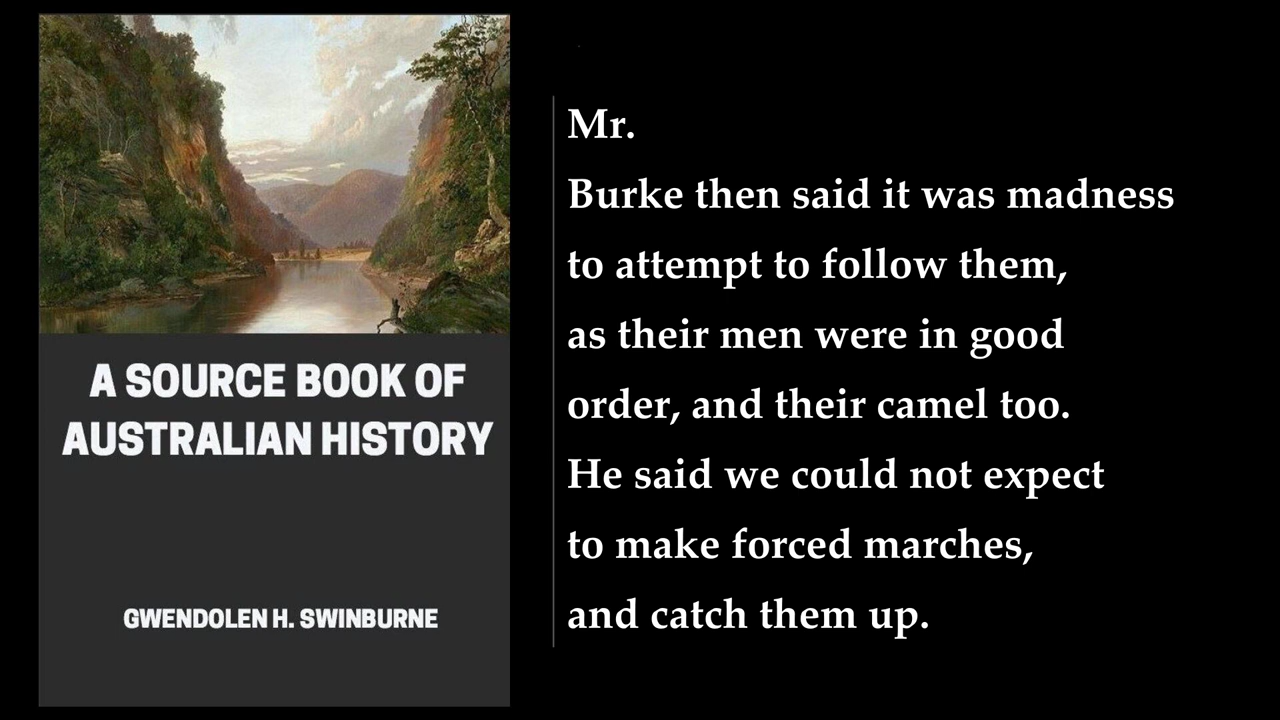 A SOURCE BOOK OF
AUSTRALIAN HISTORY
GWENDOLEN H. SWINBURNE
Mr.
Burke then said it was madness
to attempt to follow them,
as their men were in good
order, and their camel too.
He said we could not expect
to make forced marches,
and catch them up.